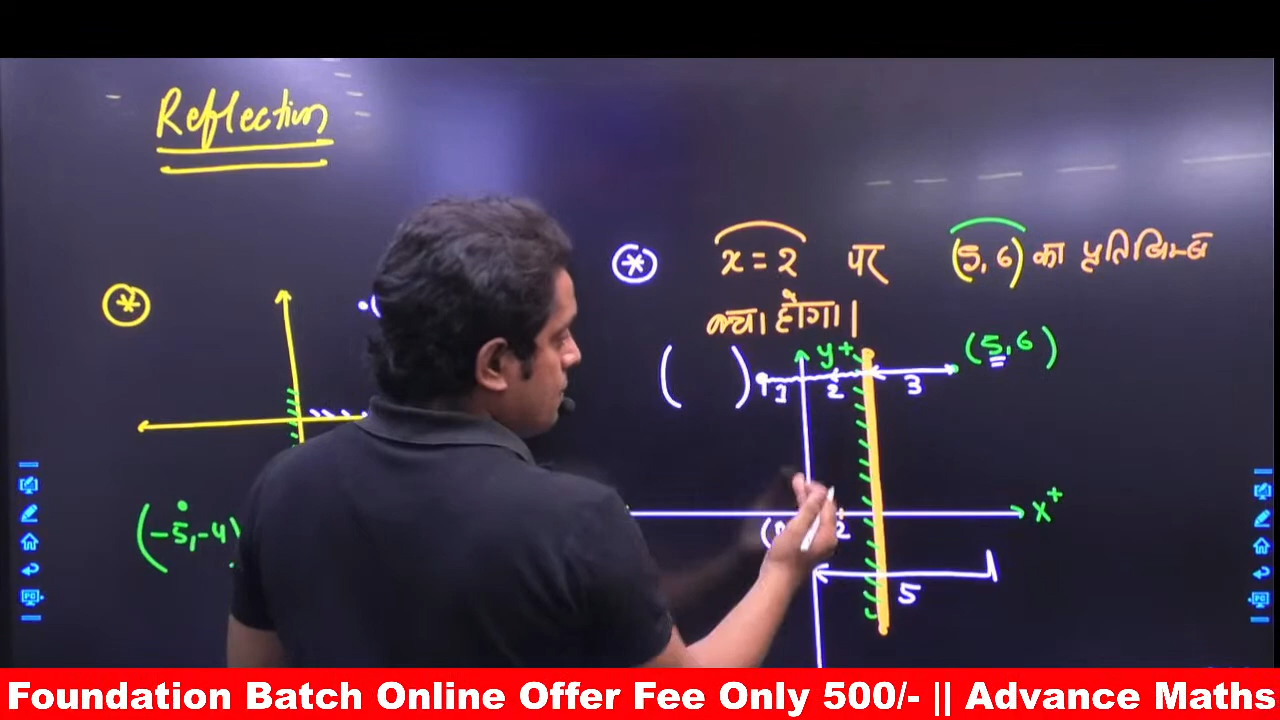 Reflection
x = 2 पर (5, 6) का प्रतिबिम्ब
क्या होगा।
y+
(5, 6)
( )
1 2 3
x+
2
5
(-5, -4)
Foundation Batch Online Offer Fee Only 500/- || Advance Maths